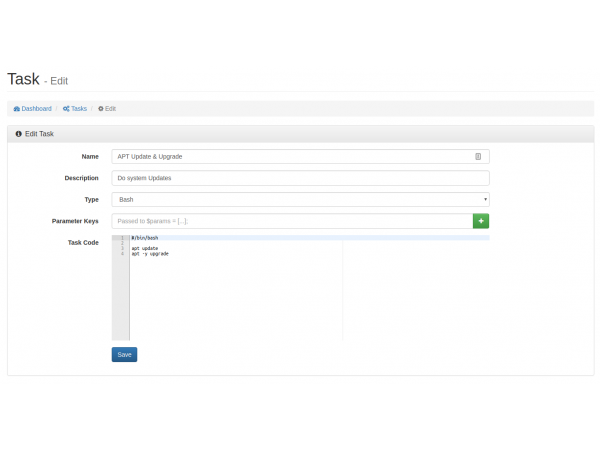 Task - Edit
Dashboard / Tasks / Edit
Edit Task
Name APT Update & Upgrade
Description Do system Updates
Type Bash
Parameter Keys Passed to $params = [...];
Task Code
1 #/bin/bash
2
3 apt update
4 apt -y upgrade
Save